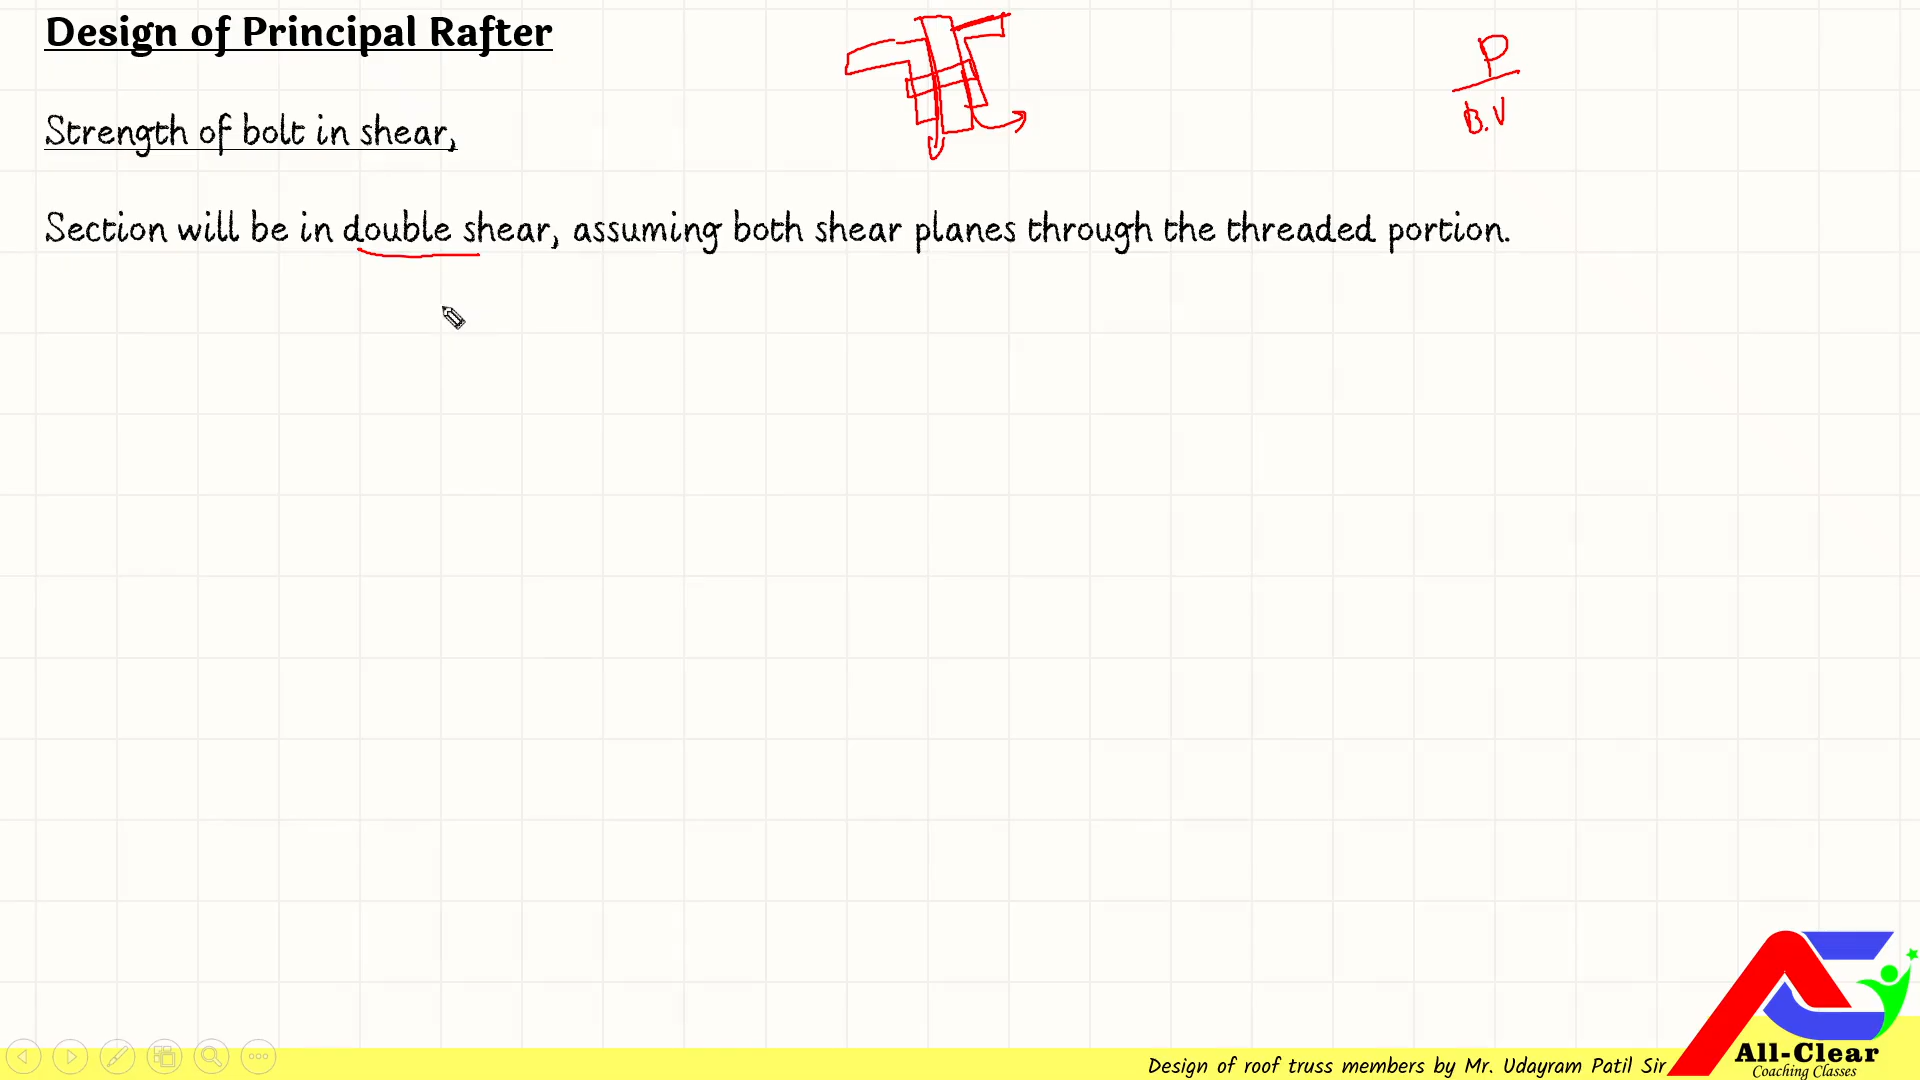 Design of Principal Rafter
P
B.V
Strength of bolt in shear,
Section will be in double shear, assuming both shear planes through the threaded portion.
All-Clear
Coaching Classes
Design of roof truss members by Mr. Udayram Patil Sir